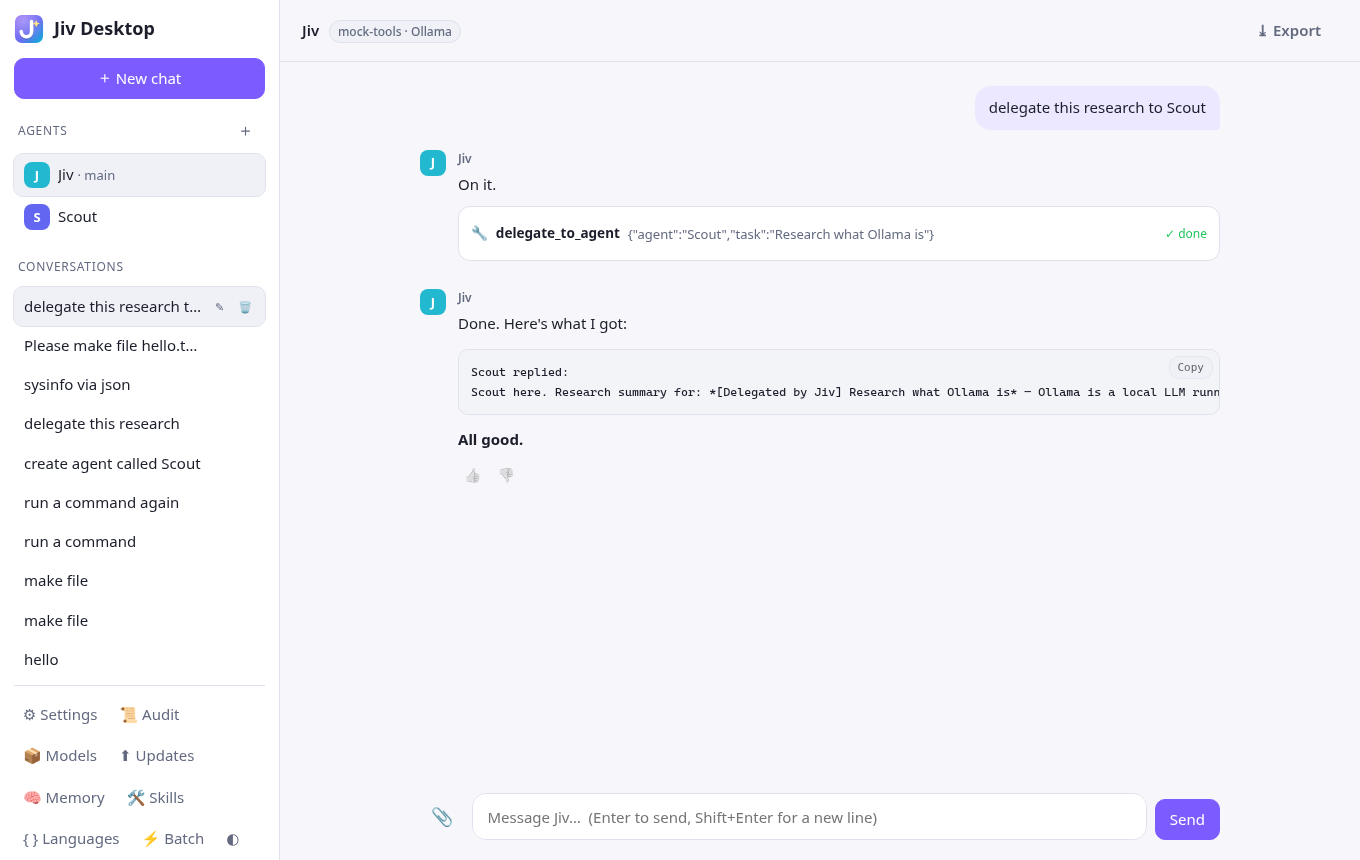 Jiv Desktop
+ New chat
AGENTS +
J Jiv · main
S Scout
CONVERSATIONS
delegate this research t...
Please make file hello.t...
sysinfo via json
delegate this research
create agent called Scout
run a command again
run a command
make file
make file
hello
Settings Audit
Models Updates
Memory Skills
{ } Languages Batch
Jiv mock-tools · Ollama
Export
delegate this research to Scout
J Jiv
On it.
delegate_to_agent {"agent":"Scout","task":"Research what Ollama is"} ✓ done
J Jiv
Done. Here's what I got:
Copy
Scout replied:
Scout here. Research summary for: *[Delegated by Jiv] Research what Ollama is* — Ollama is a local LLM runn
All good.
Message Jiv... (Enter to send, Shift+Enter for a new line)
Send